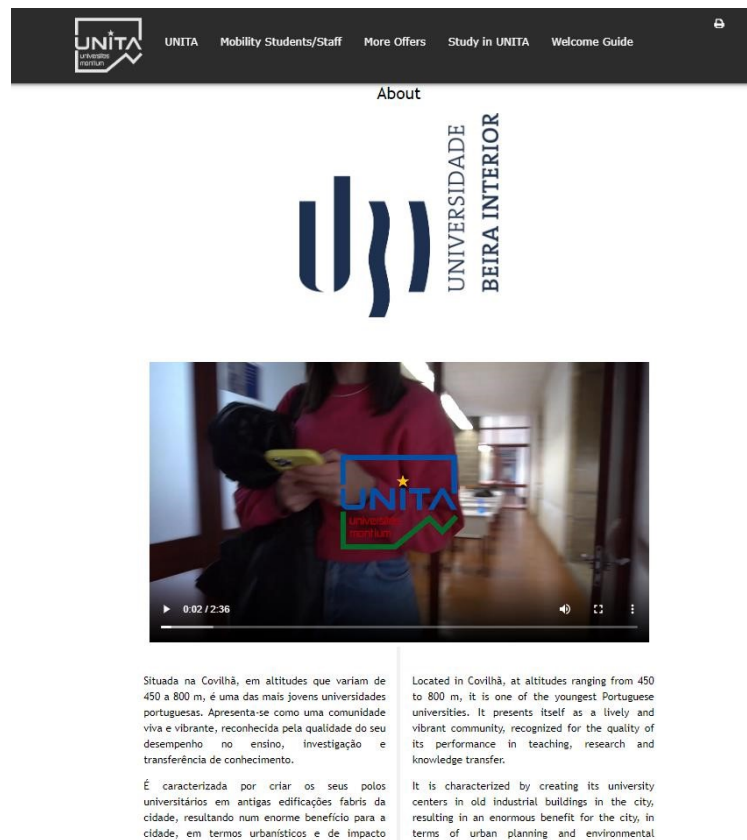 UNITA
universitas
montium
UNITA Mobility Students/Staff More Offers Study in UNITA Welcome Guide
About
ubi
UNIVERSIDADE
BEIRA INTERIOR
UNITA
universitas
montium
0:02 / 2:36
Situada na Covilhã, em altitudes que variam de
450 a 800 m, é uma das mais jovens universidades
portuguesas. Apresenta-se como uma comunidade
viva e vibrante, reconhecida pela qualidade do seu
desempenho no ensino, investigação e
transferência de conhecimento.
É caracterizada por criar os seus polos
universitários em antigas edificações fabris da
cidade, resultando num enorme benefício para a
cidade, em termos urbanísticos e de impacto
Located in Covilhã, at altitudes ranging from 450
to 800 m, it is one of the youngest Portuguese
universities. It presents itself as a lively and
vibrant community, recognized for the quality of
its performance in teaching, research and
knowledge transfer.
It is characterized by creating its university
centers in old industrial buildings in the city,
resulting in an enormous benefit for the city, in
terms of urban planning and environmental